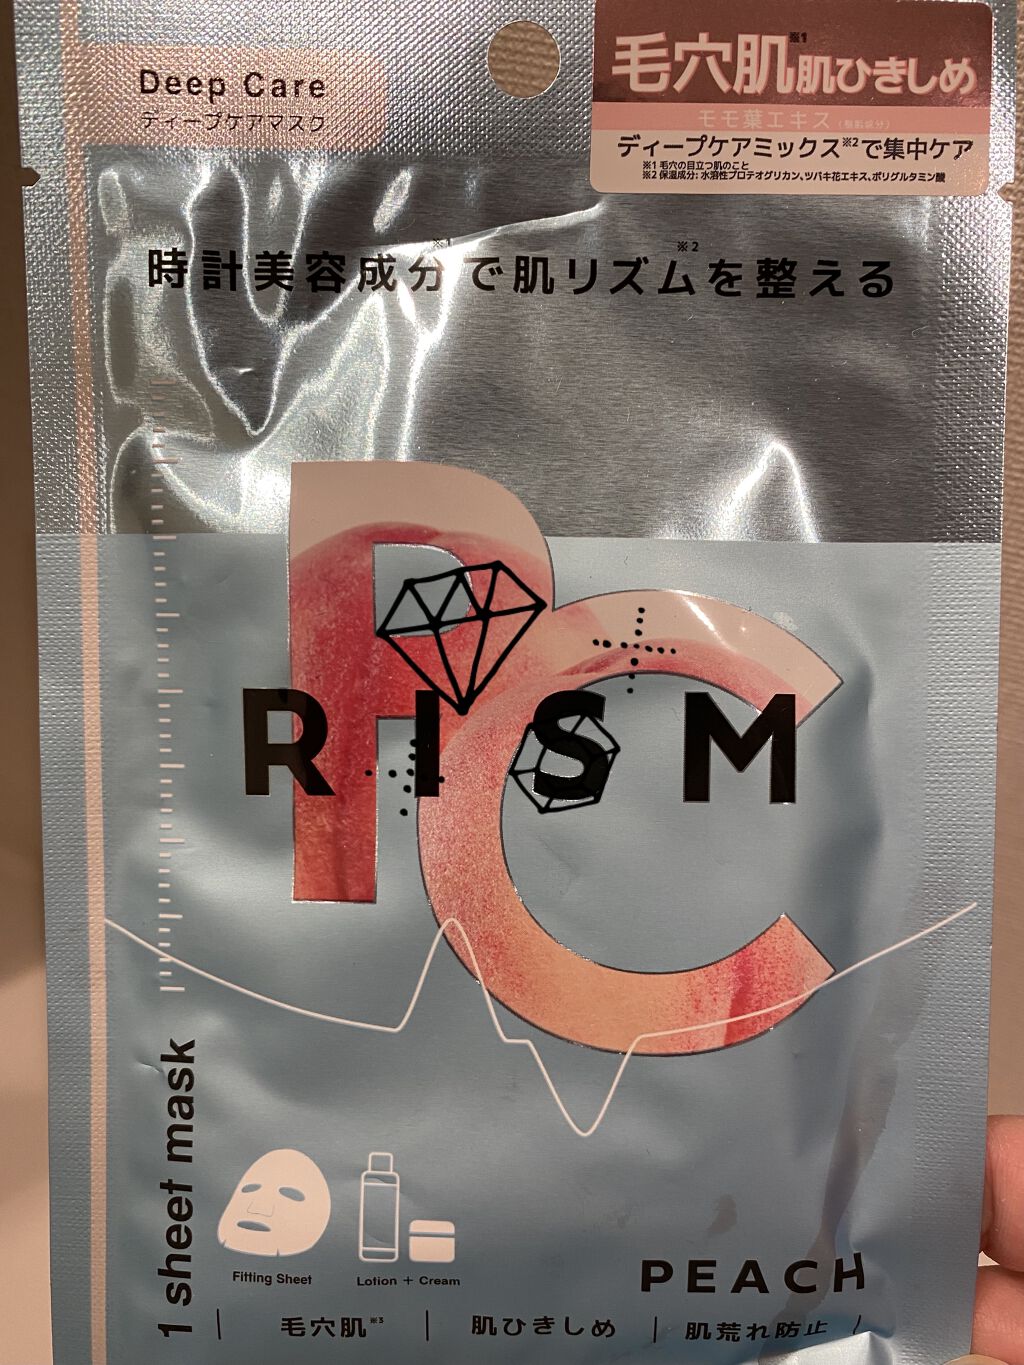 Deep Care
ディープケアマスク
毛穴肌※1肌ひきしめ
モモ葉エキス(整肌成分)
ディープケアミックス※2で集中ケア
※1 毛穴の目立つ肌のこと
※2 保湿成分: 水溶性プロテオグリカン、ツバキ花エキス、ポリグルタミン酸
時計美容成分※1で肌リズム※2を整える
PC
RISM
1 sheet mask
Fitting Sheet
Lotion + Cream
PEACH
毛穴肌※3
肌ひきしめ
肌荒れ防止